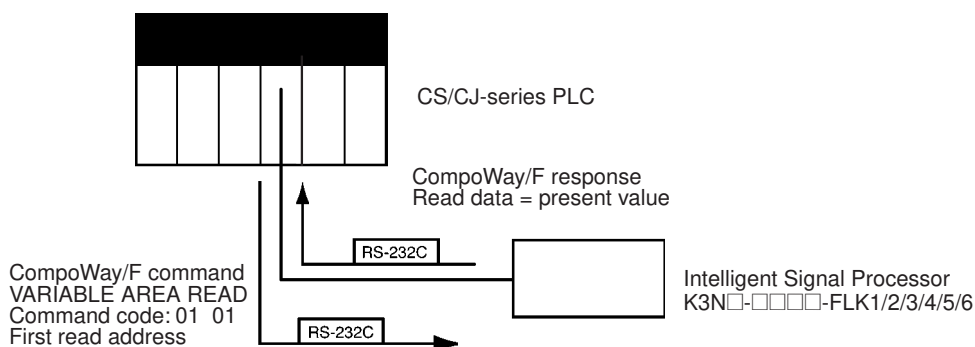 CS/CJ-series PLC
CompoWay/F response
Read data = present value
RS-232C
CompoWay/F command
VARIABLE AREA READ
Command code: 01 01
First read address
RS-232C
Intelligent Signal Processor
K3N□-□□□□-FLK1/2/3/4/5/6